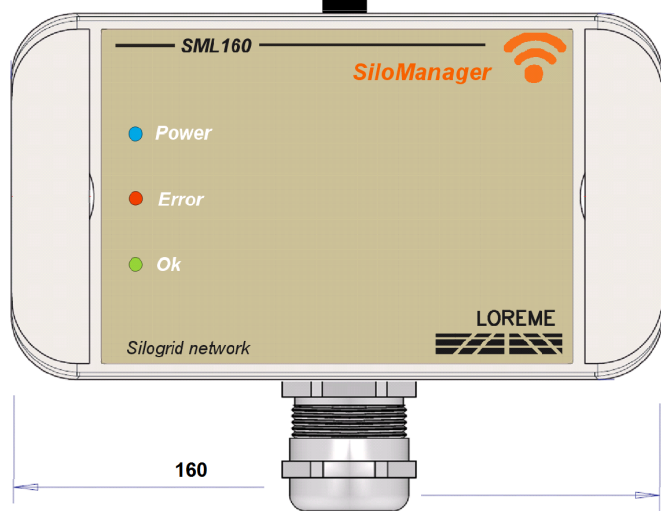 SML160
SiloManager
Power
Error
Ok
LOREME
Silogrid network
160